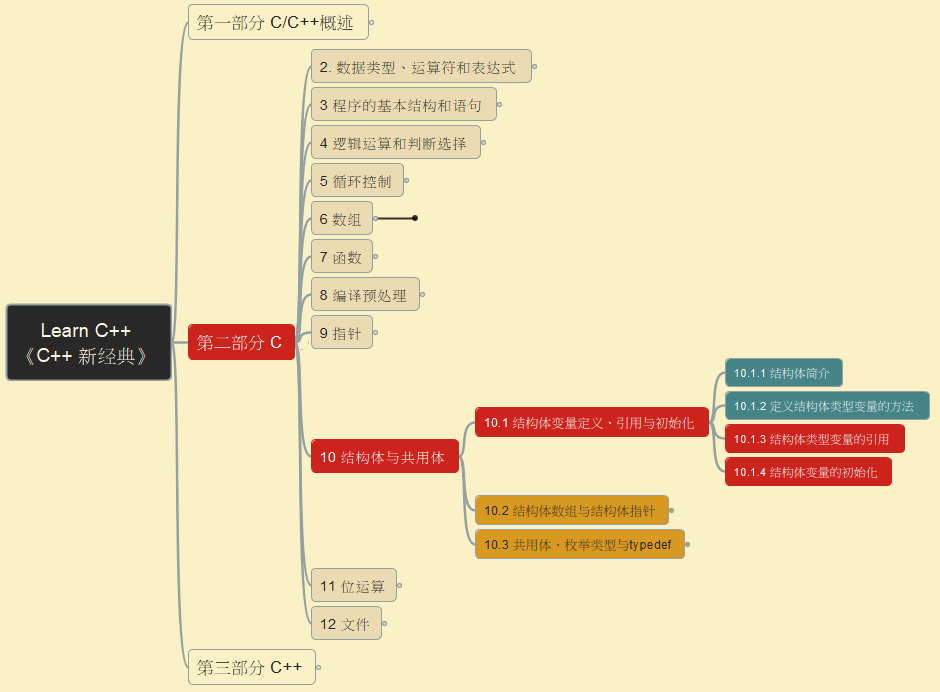 第一部分 C/C++概述
2. 数据类型、运算符和表达式
3 程序的基本结构和语句
4 逻辑运算和判断选择
5 循环控制
6 数组
7 函数
8 编译预处理
9 指针
Learn C++
《C++ 新经典》
第二部分 C
10 结构体与共用体
10.1 结构体变量定义、引用与初始化
10.1.1 结构体简介
10.1.2 定义结构体类型变量的方法
10.1.3 结构体类型变量的引用
10.1.4 结构体变量的初始化
10.2 结构体数组与结构体指针
10.3 共用体、枚举类型与typedef
11 位运算
12 文件
第三部分 C++